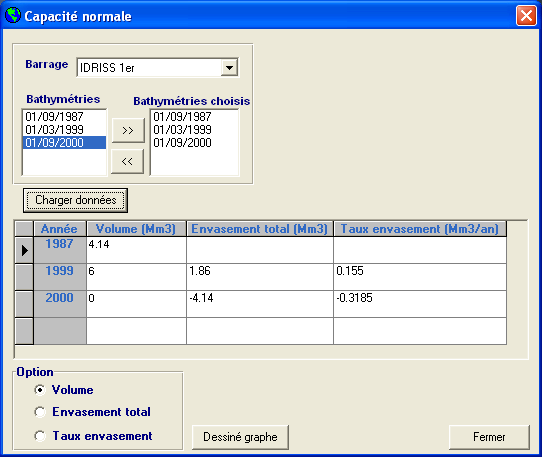 Capacité normale
Barrage IDRISS 1er
Bathymétries Bathymétries choisis
01/09/1987 01/09/1987
01/03/1999 >> 01/03/1999
01/09/2000 01/09/2000
<<
Charger données
Année Volume (Mm3) Envasement total (Mm3) Taux envasement (Mm3/an)
1987 4.14
1999 6 1.86 0.155
2000 0 -4.14 -0.3185
Option
Volume
Envasement total
Taux envasement
Dessiné graphe
Fermer